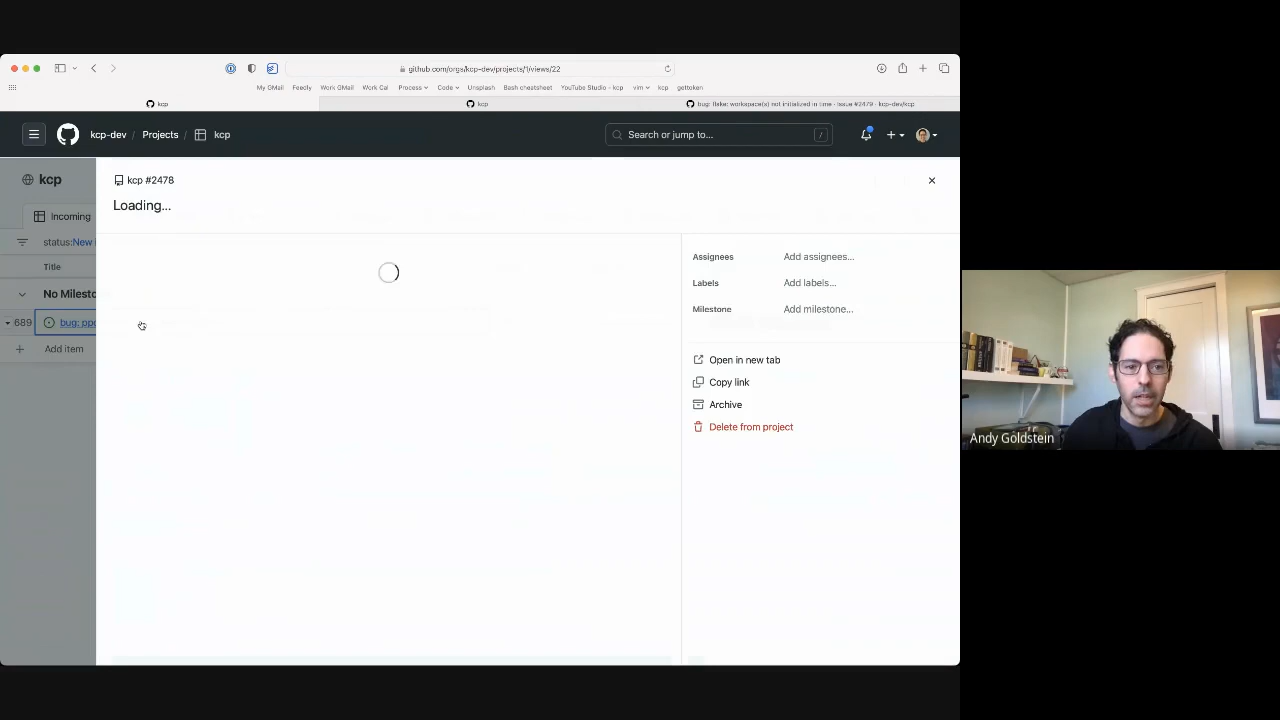 github.com/orgs/kcp-dev/projects/1/views/22
My GMail Feedly Work GMail Work Cal Process Code Unsplash Bash cheatsheet YouTube Studio - kcp vim kcp gettoken
kcp kcp bug: flake: workspace(s) not initialized in time · Issue #2479 · kcp-dev/kcp
kcp-dev / Projects / kcp Search or jump to... /
kcp kcp #2478
Loading...
Incoming
status:New
Title
No Milesto
689 bug: ppc
Add item
Assignees Add assignees...
Labels Add labels...
Milestone Add milestone...
Open in new tab
Copy link
Archive
Delete from project
Andy Goldstein